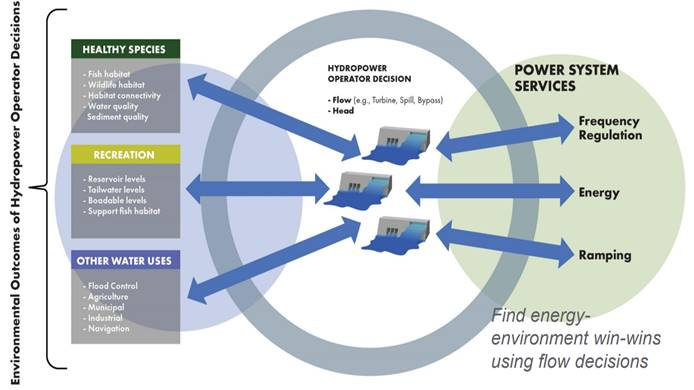 Environmental Outcomes of Hydropower Operator Decisions
HEALTHY SPECIES
- Fish habitat
- Wildlife habitat
- Habitat connectivity
- Water quality
Sediment quality
RECREATION
- Reservoir levels
- Tailwater levels
- Boadable levels
- Support fish habitat
OTHER WATER USES
- Flood Control
- Agriculture
- Municipal
- Industrial
- Navigation
HYDROPOWER
OPERATOR DECISION
- Flow (e.g., Turbine, Spill, Bypass)
- Head
POWER SYSTEM
SERVICES
Frequency
Regulation
Energy
Ramping
Find energy-
environment win-wins
using flow decisions